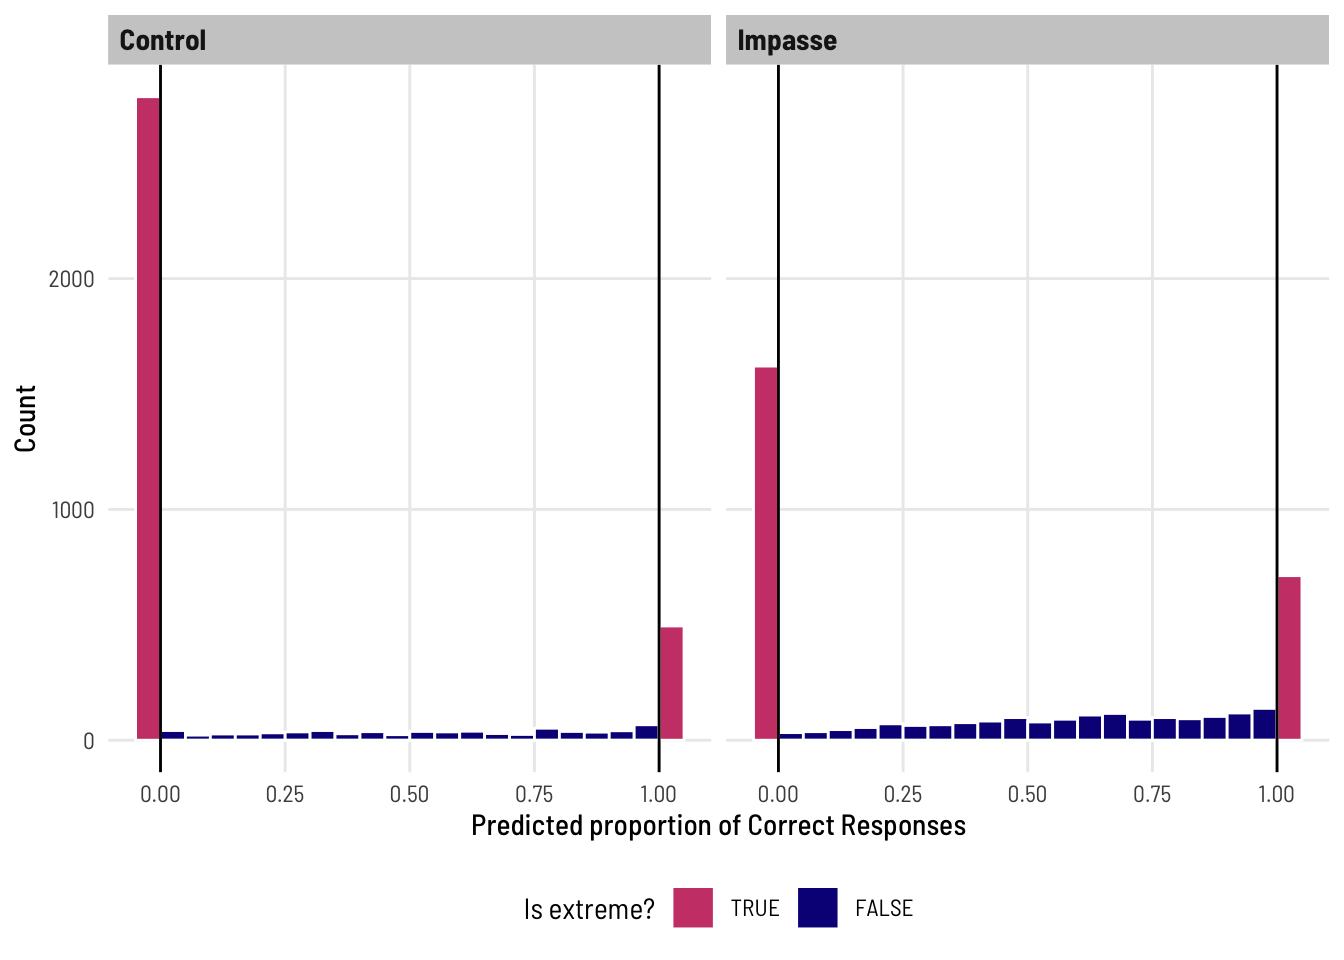 Control
Impasse
Count
2000
1000
0
0.00 0.25 0.50 0.75 1.00
0.00 0.25 0.50 0.75 1.00
Predicted proportion of Correct Responses
Is extreme? TRUE FALSE